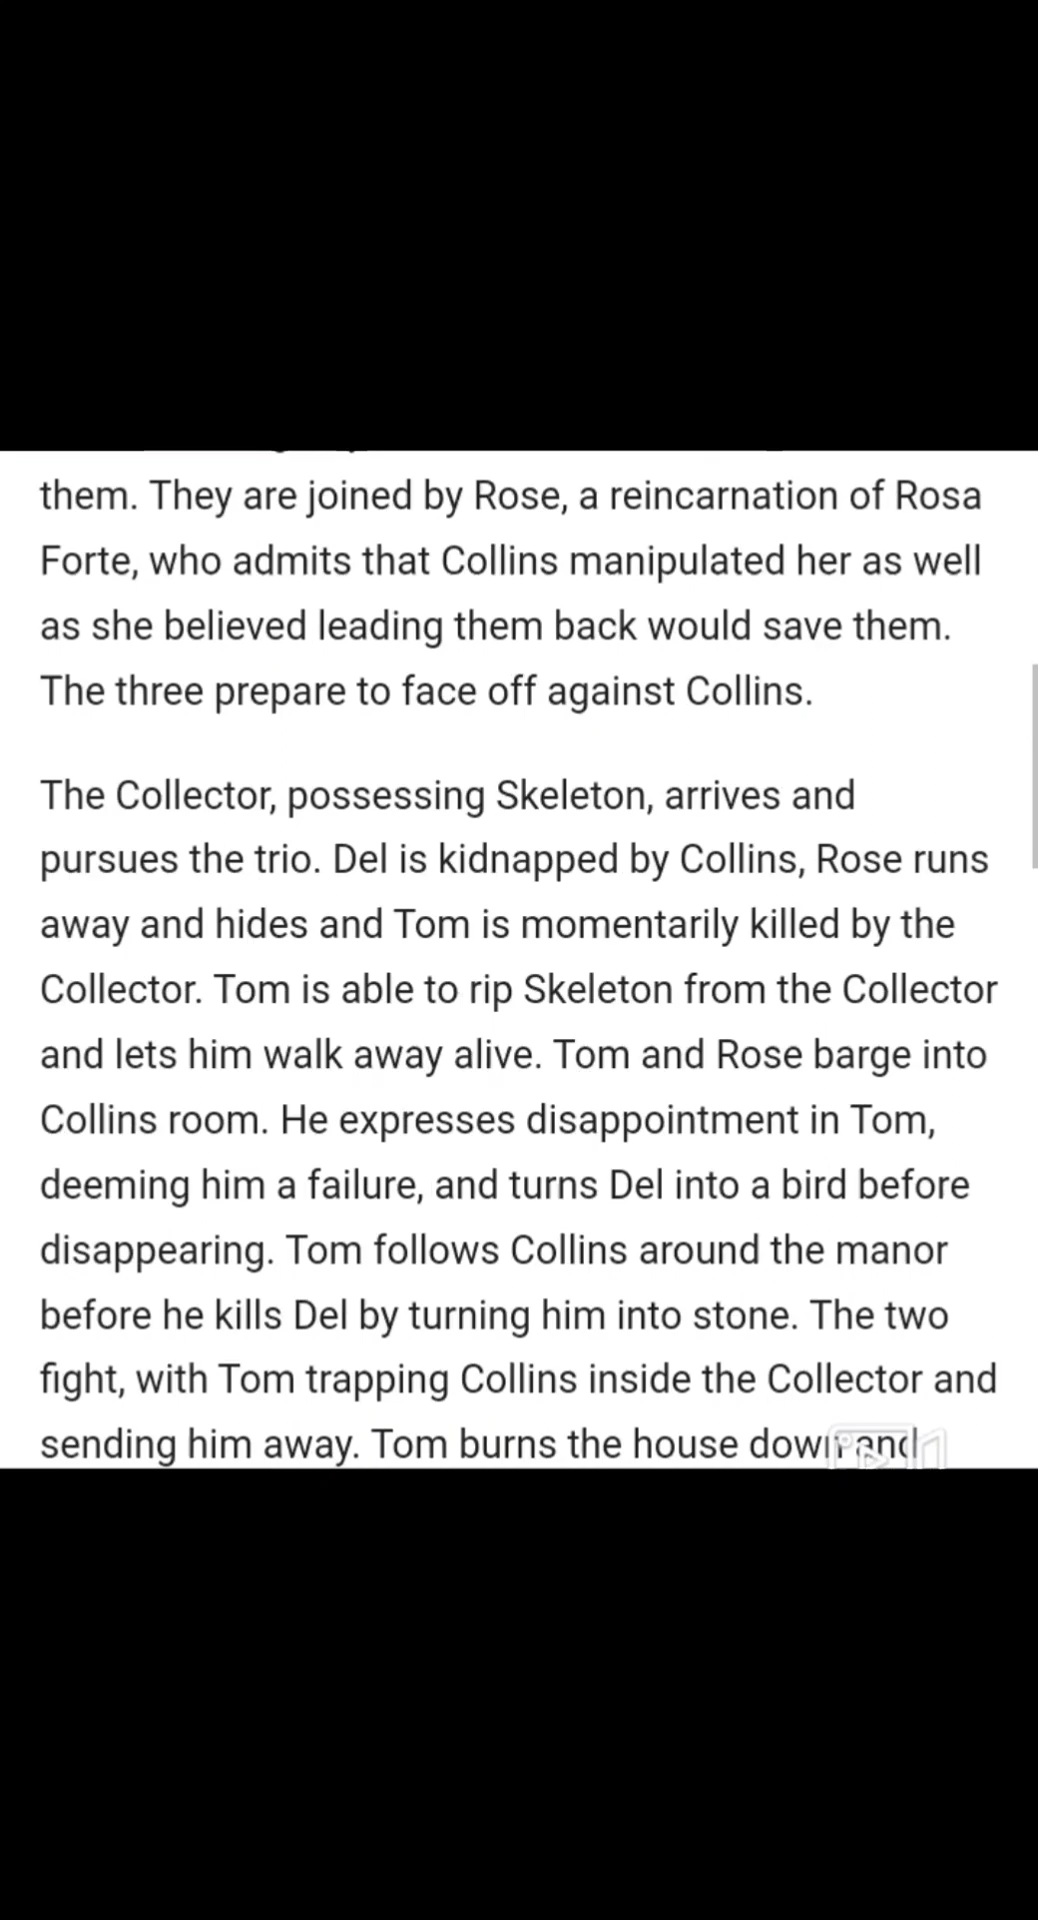 them. They are joined by Rose, a reincarnation of Rosa
Forte, who admits that Collins manipulated her as well
as she believed leading them back would save them.
The three prepare to face off against Collins.
The Collector, possessing Skeleton, arrives and
pursues the trio. Del is kidnapped by Collins, Rose runs
away and hides and Tom is momentarily killed by the
Collector. Tom is able to rip Skeleton from the Collector
and lets him walk away alive. Tom and Rose barge into
Collins room. He expresses disappointment in Tom,
deeming him a failure, and turns Del into a bird before
disappearing. Tom follows Collins around the manor
before he kills Del by turning him into stone. The two
fight, with Tom trapping Collins inside the Collector and
sending him away. Tom burns the house down and